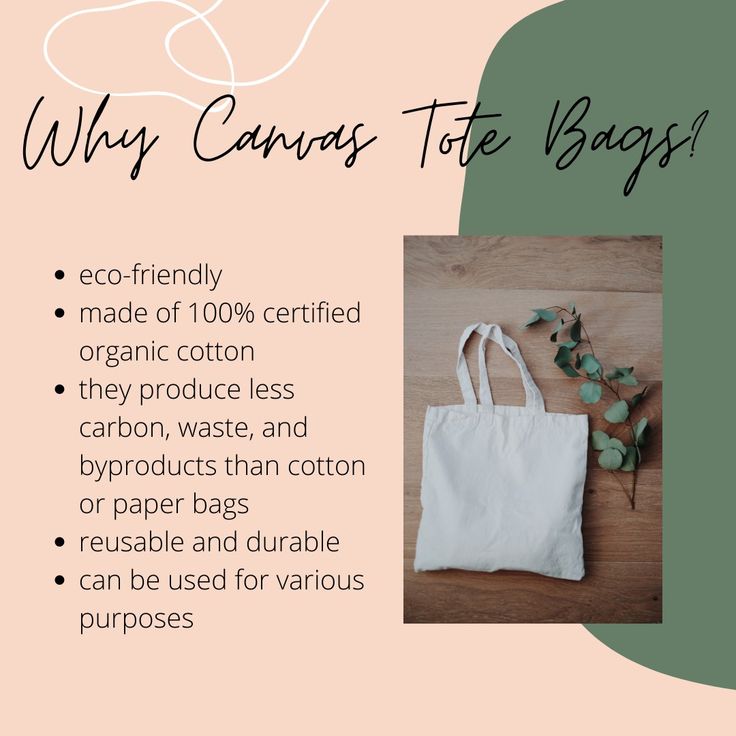 Why Canvas Tote Bags?
• eco-friendly
• made of 100% certified
organic cotton
• they produce less
carbon, waste, and
byproducts than cotton
or paper bags
• reusable and durable
• can be used for various
purposes